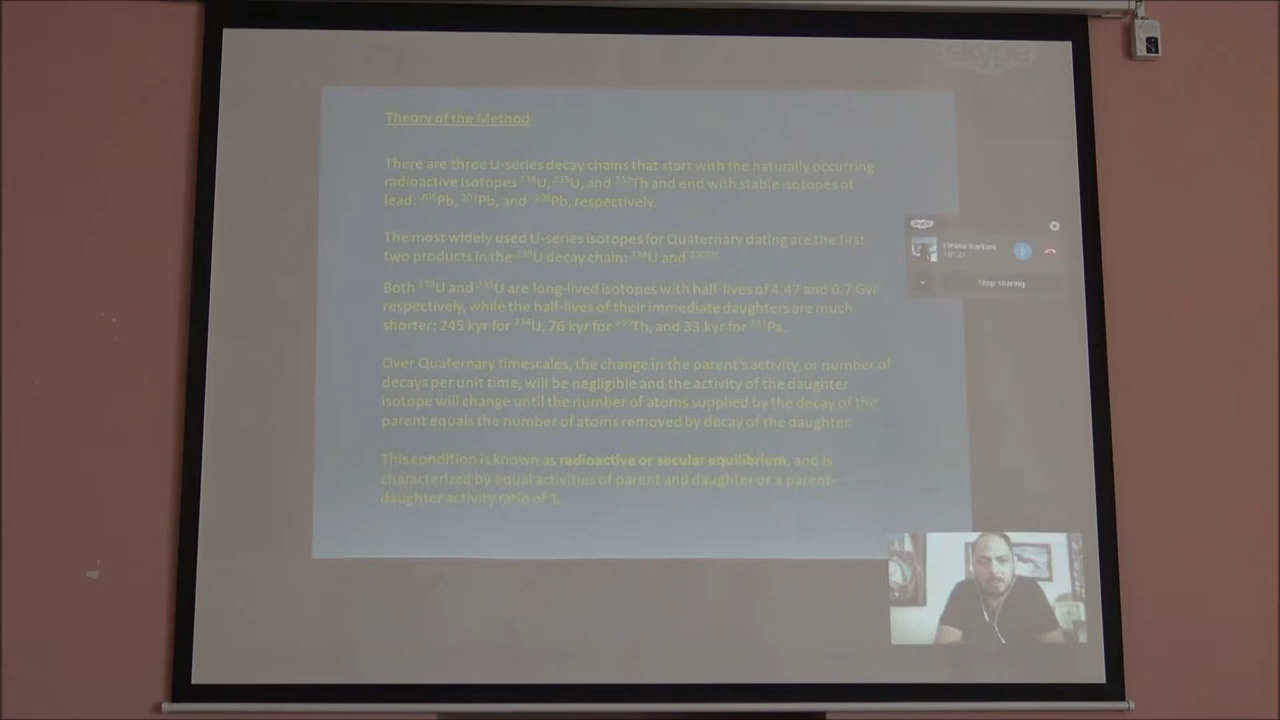 skype
Theory of the Method
There are three U-series decay chains that start with the naturally occurring
radioactive isotopes ²³⁸U, ²³⁵U, and ²³²Th and end with stable isotopes of
lead: ²⁰⁶Pb, ²⁰⁷Pb, and ²⁰⁸Pb, respectively.
The most widely used U-series isotopes for Quaternary dating are the first
two products in the ²³⁸U decay chain: ²³⁴U and ²³⁰Th.
Both ²³⁸U and ²³⁵U are long-lived isotopes with half-lives of 4.47 and 0.7 Gyr
respectively, while the half-lives of their immediate daughters are much
shorter: 245 kyr for ²³⁴U, 76 kyr for ²³⁰Th, and 33 kyr for ²³¹Pa.
Over Quaternary timescales, the change in the parent's activity, or number of
decays per unit time, will be negligible and the activity of the daughter
isotope will change until the number of atoms supplied by the decay of the
parent equals the number of atoms removed by decay of the daughter.
This condition is known as radioactive or secular equilibrium, and is
characterized by equal activities of parent and daughter or a parent–
daughter activity ratio of 1.
skype
Stop sharing